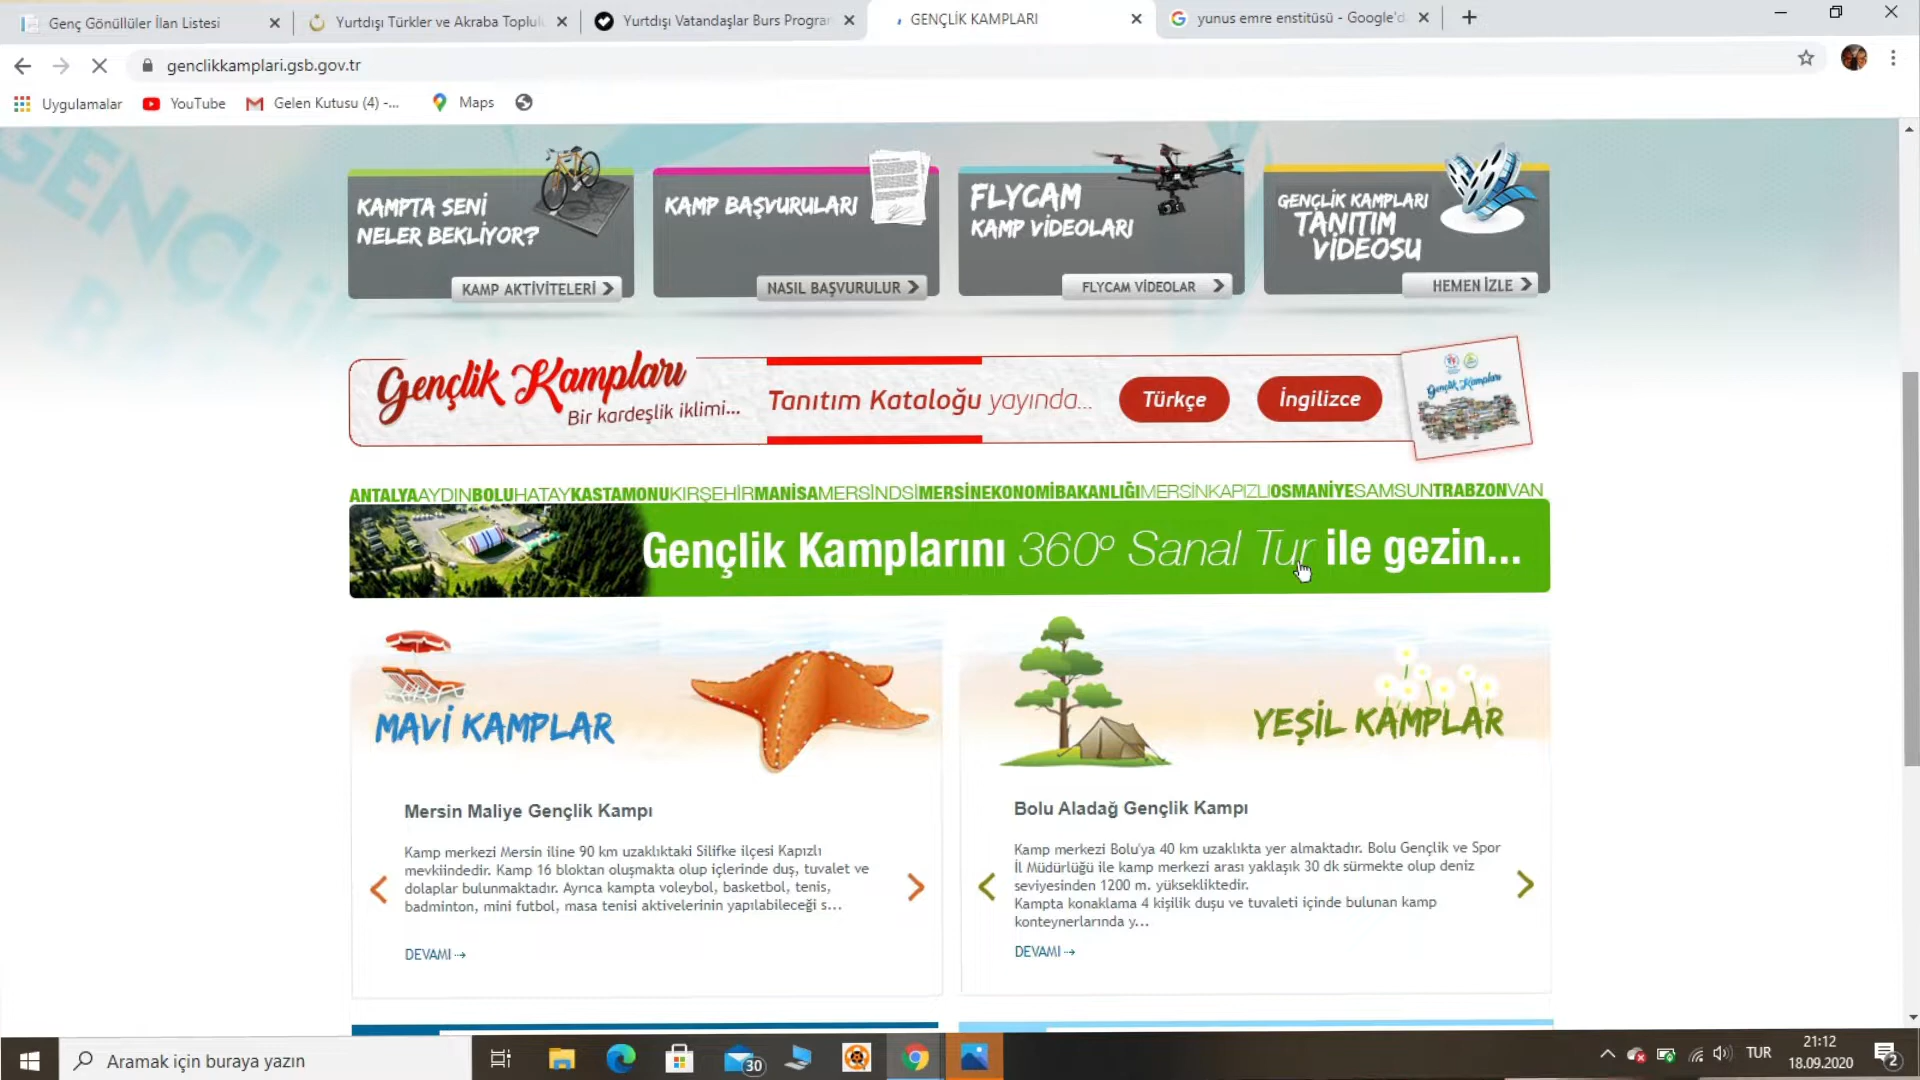 Genç Gönüllüler İlan Listesi
Yurtdışı Türkler ve Akraba Toplul
Yurtdışı Vatandaşlar Burs Progra
GENÇLİK KAMPLARI
yunus emre enstitüsü - Google'd
genclikkamplari.gsb.gov.tr
Uygulamalar
YouTube
Gelen Kutusu (4) -...
Maps
KAMPTA SENİ
NELER BEKLİYOR?
KAMP AKTİVİTELERİ
KAMP BAŞVURULARI
NASIL BAŞVURULUR
FLYCAM
KAMP VİDEOLARI
FLYCAM VİDEOLAR
GENÇLİK KAMPLARI
TANITIM
VİDEOSU
HEMEN İZLE
Gençlik Kampları
Bir kardeşlik iklimi...
Tanıtım Kataloğu yayında...
Türkçe
İngilizce
Gençlik Kampları
ANTALYAAYDINBOLUHATAYKASTAMONUKIRŞEHİRMANİSAMERSİNDSİMERSİNEKONOMİBAKANLIĞIMERSİNKAPIZLIOSMANİYESAMSUNTRABZONVAN
Gençlik Kamplarını 360º Sanal Tur ile gezin...
MAVİ KAMPLAR
Mersin Maliye Gençlik Kampı
Kamp merkezi Mersin iline 90 km uzaklıktaki Silifke ilçesi Kapızlı
mevkiindedir. Kamp 16 bloktan oluşmakta olup içlerinde duş, tuvalet ve
dolaplar bulunmaktadır. Ayrıca kampta voleybol, basketbol, tenis,
badminton, mini futbol, masa tenisi aktivelerinin yapılabileceği s...
DEVAMI
YEŞİL KAMPLAR
Bolu Aladağ Gençlik Kampı
Kamp merkezi Bolu'ya 40 km uzaklıkta yer almaktadır. Bolu Gençlik ve Spor
İl Müdürlüğü ile kamp merkezi arası yaklaşık 30 dk sürmekte olup deniz
seviyesinden 1200 m. yüksekliktedir.
Kampta konaklama 4 kişilik duşu ve tuvaleti içinde bulunan kamp
konteynerlarında y...
DEVAMI
Aramak için buraya yazın
30
TUR
21:12
18.09.2020
2